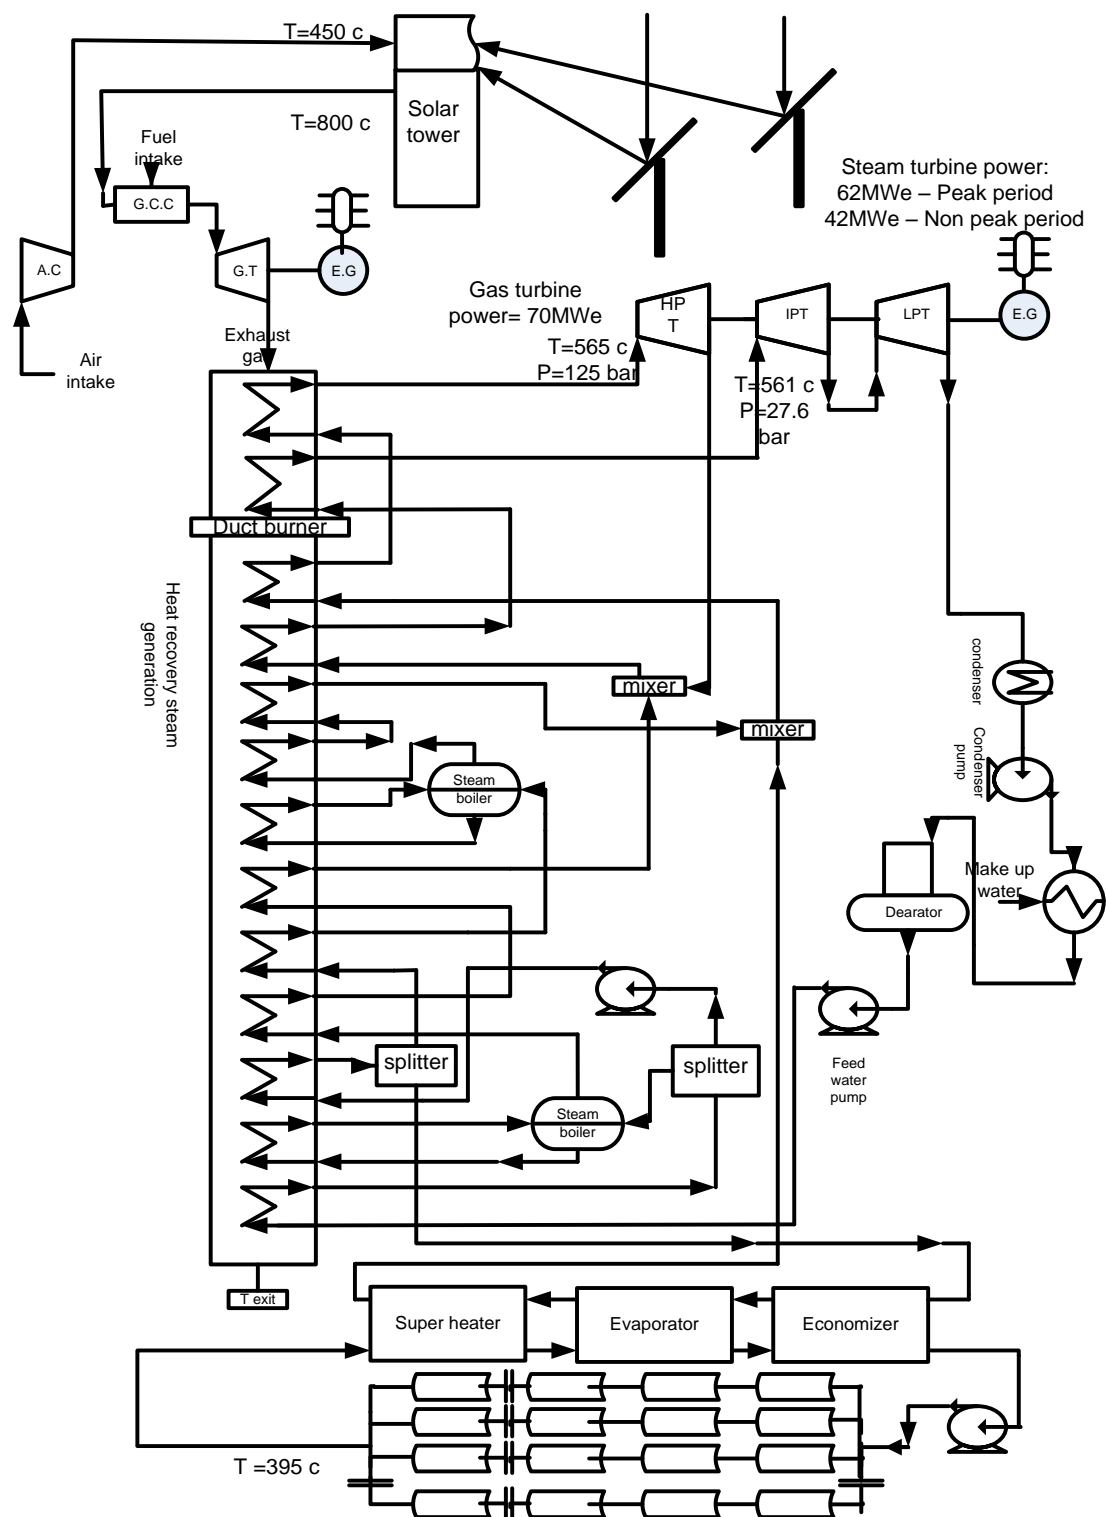 T=450 c
Solar
tower
T=800 c
Fuel
intake
G.C.C
Steam turbine power:
62MWe – Peak period
42MWe – Non peak period
A.C
G.T
E.G
Gas turbine
power= 70MWe
HP
T
IPT
LPT
E.G
Exhaust
gas
Air
intake
T=565 c
P=125 bar
T=561 c
P=27.6
bar
Duct burner
Heat recovery steam
generation
mixer
mixer
condenser
Condenser
pump
Steam
boiler
Make up
water
Dearator
splitter
splitter
Feed
water
pump
Steam
boiler
T exit
Super heater
Evaporator
Economizer
T =395 c